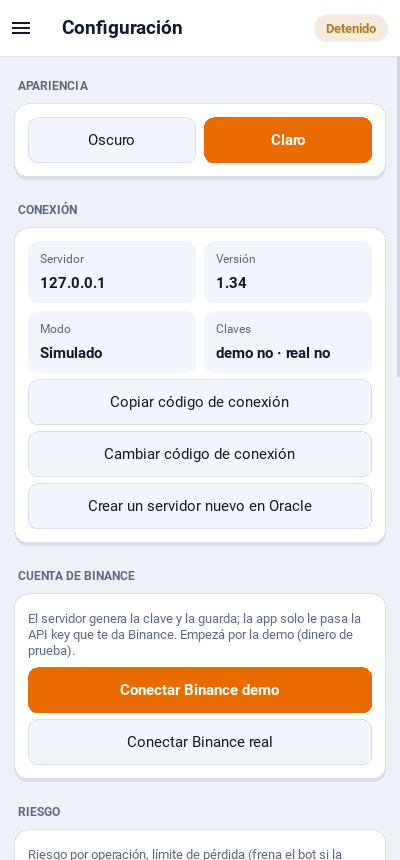 Configuración
Detenido
APARIENCIA
Oscuro
Claro
CONEXIÓN
Servidor
127.0.0.1
Versión
1.34
Modo
Simulado
Claves
demo no · real no
Copiar código de conexión
Cambiar código de conexión
Crear un servidor nuevo en Oracle
CUENTA DE BINANCE
El servidor genera la clave y la guarda; la app solo le pasa la
API key que te da Binance. Empezá por la demo (dinero de
prueba).
Conectar Binance demo
Conectar Binance real
RIESGO
Riesgo por operación, límite de pérdida (frena el bot si la